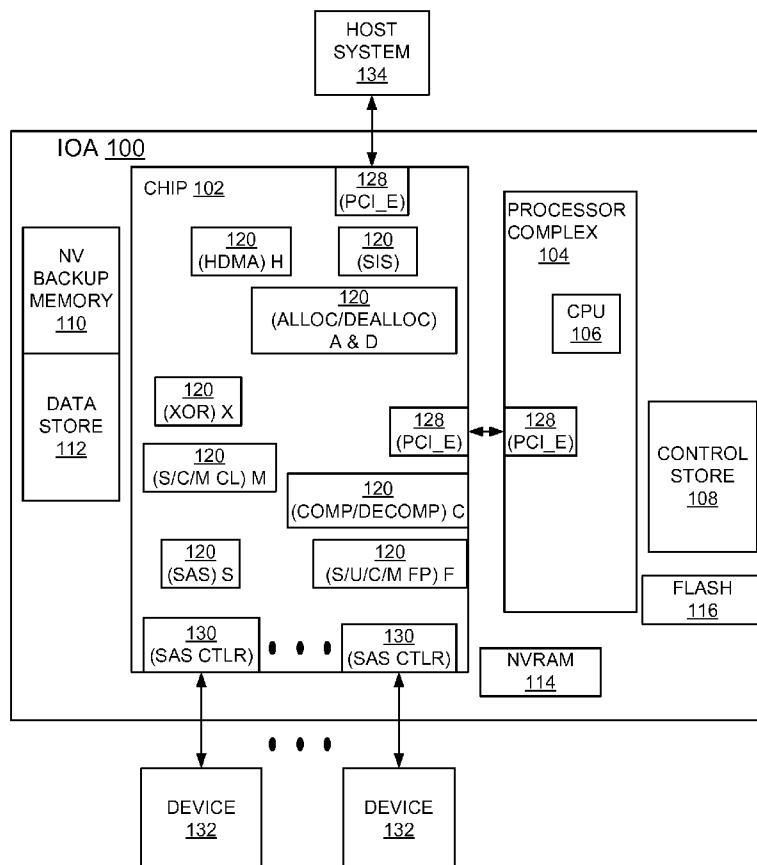 HOST
SYSTEM
134
IOA 100
CHIP 102
128
(PCI_E)
PROCESSOR
COMPLEX
104
NV
BACKUP
MEMORY
110
120
(HDMA) H
120
(SIS)
120
(ALLOC/DEALLOC)
A & D
CPU
106
DATA
STORE
112
120
(XOR) X
128
(PCI_E)
128
(PCI_E)
CONTROL
STORE
108
120
(S/C/M CL) M
120
(COMP/DECOMP) C
120
(SAS) S
120
(S/U/C/M FP) F
FLASH
116
130
(SAS CTLR)
130
(SAS CTLR)
NVRAM
114
DEVICE
132
DEVICE
132